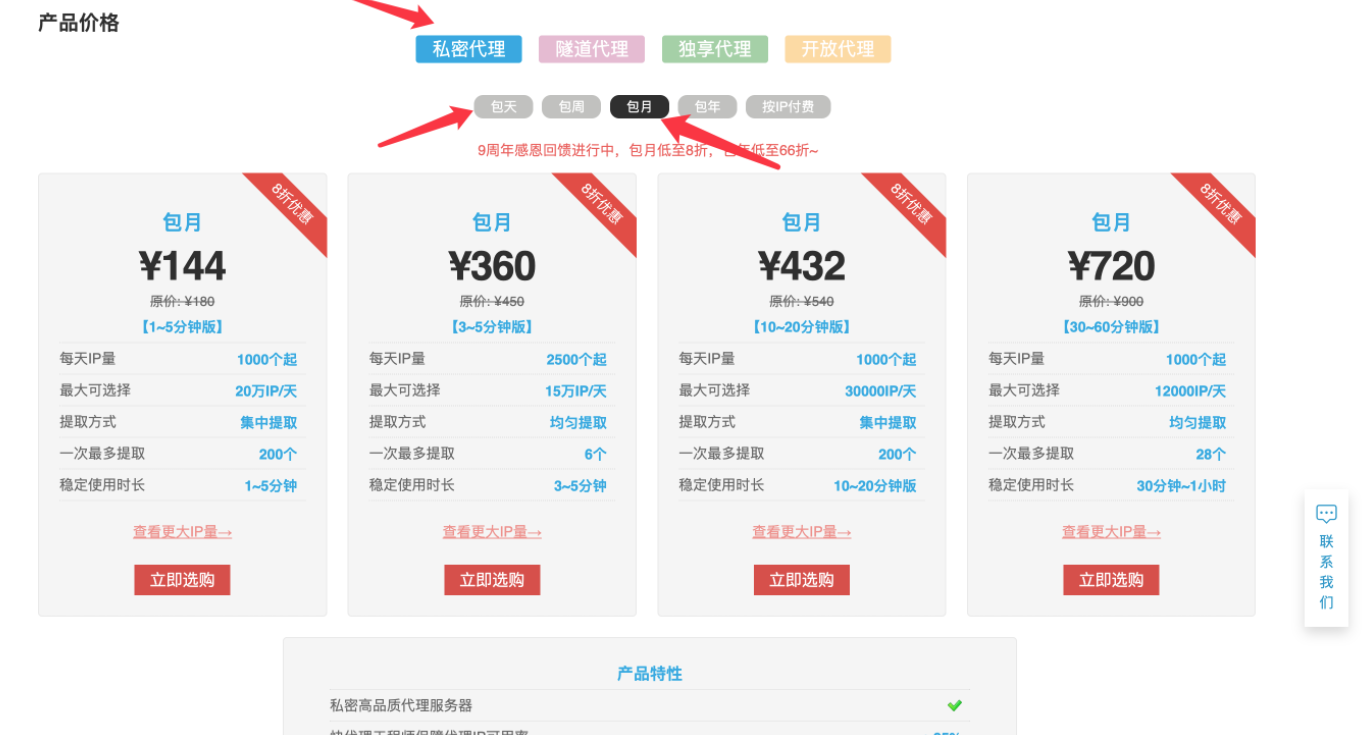 产品价格
私密代理 隧道代理 独享代理 开放代理
包天 包周 包月 包年 按IP付费
9周年感恩回馈进行中，包月低至8折，包年低至66折~
8折优惠 8折优惠 8折优惠 8折优惠
包月 包月 包月 包月
¥144 ¥360 ¥432 ¥720
原价: ¥180 原价: ¥450 原价: ¥540 原价: ¥900
【1~5分钟版】 【3~5分钟版】 【10~20分钟版】 【30~60分钟版】
每天IP量 1000个起 每天IP量 2500个起 每天IP量 1000个起 每天IP量 1000个起
最大可选择 20万IP/天 最大可选择 15万IP/天 最大可选择 30000IP/天 最大可选择 12000IP/天
提取方式 集中提取 提取方式 均匀提取 提取方式 集中提取 提取方式 均匀提取
一次最多提取 200个 一次最多提取 6个 一次最多提取 200个 一次最多提取 28个
稳定使用时长 1~5分钟 稳定使用时长 3~5分钟 稳定使用时长 10~20分钟版 稳定使用时长 30分钟~1小时
查看更大IP量→ 查看更大IP量→ 查看更大IP量→ 查看更大IP量→
立即选购 立即选购 立即选购 立即选购
联
系
我
们
产品特性
私密高品质代理服务器